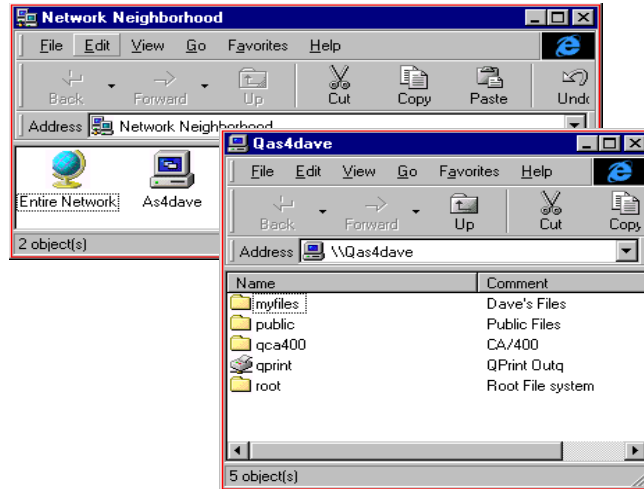 Network Neighborhood
File Edit View Go Favorites Help
Back Forward Up Cut Copy Paste
Address Network Neighborhood
Entire Network As4dave
2 object(s)
Qas4dave
File Edit View Go Favorites Help
Back Forward Up Cut Copy
Address \\Qas4dave
Name Comment
myfiles Dave's Files
public Public Files
qca400 CA/400
qprint QPrint Outq
root Root File system
5 object(s)